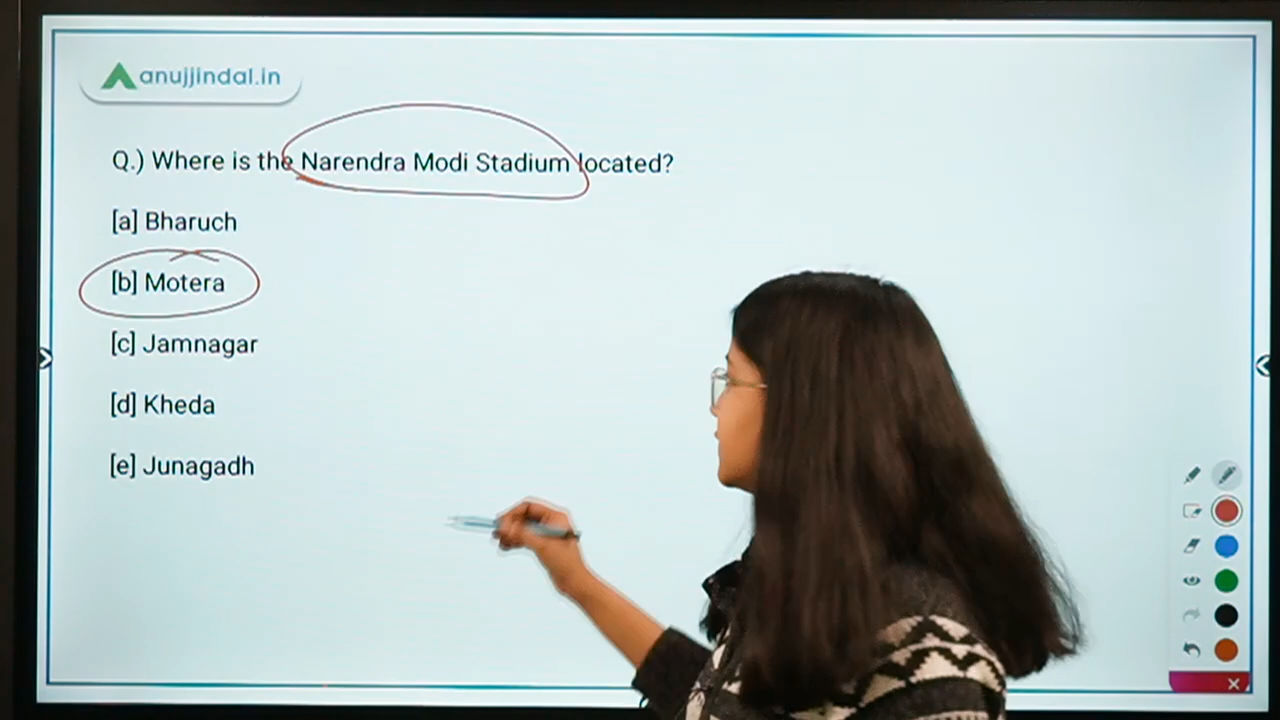 anujjindal.in
Q.) Where is the Narendra Modi Stadium located?
[a] Bharuch
[b] Motera
[c] Jamnagar
[d] Kheda
[e] Junagadh